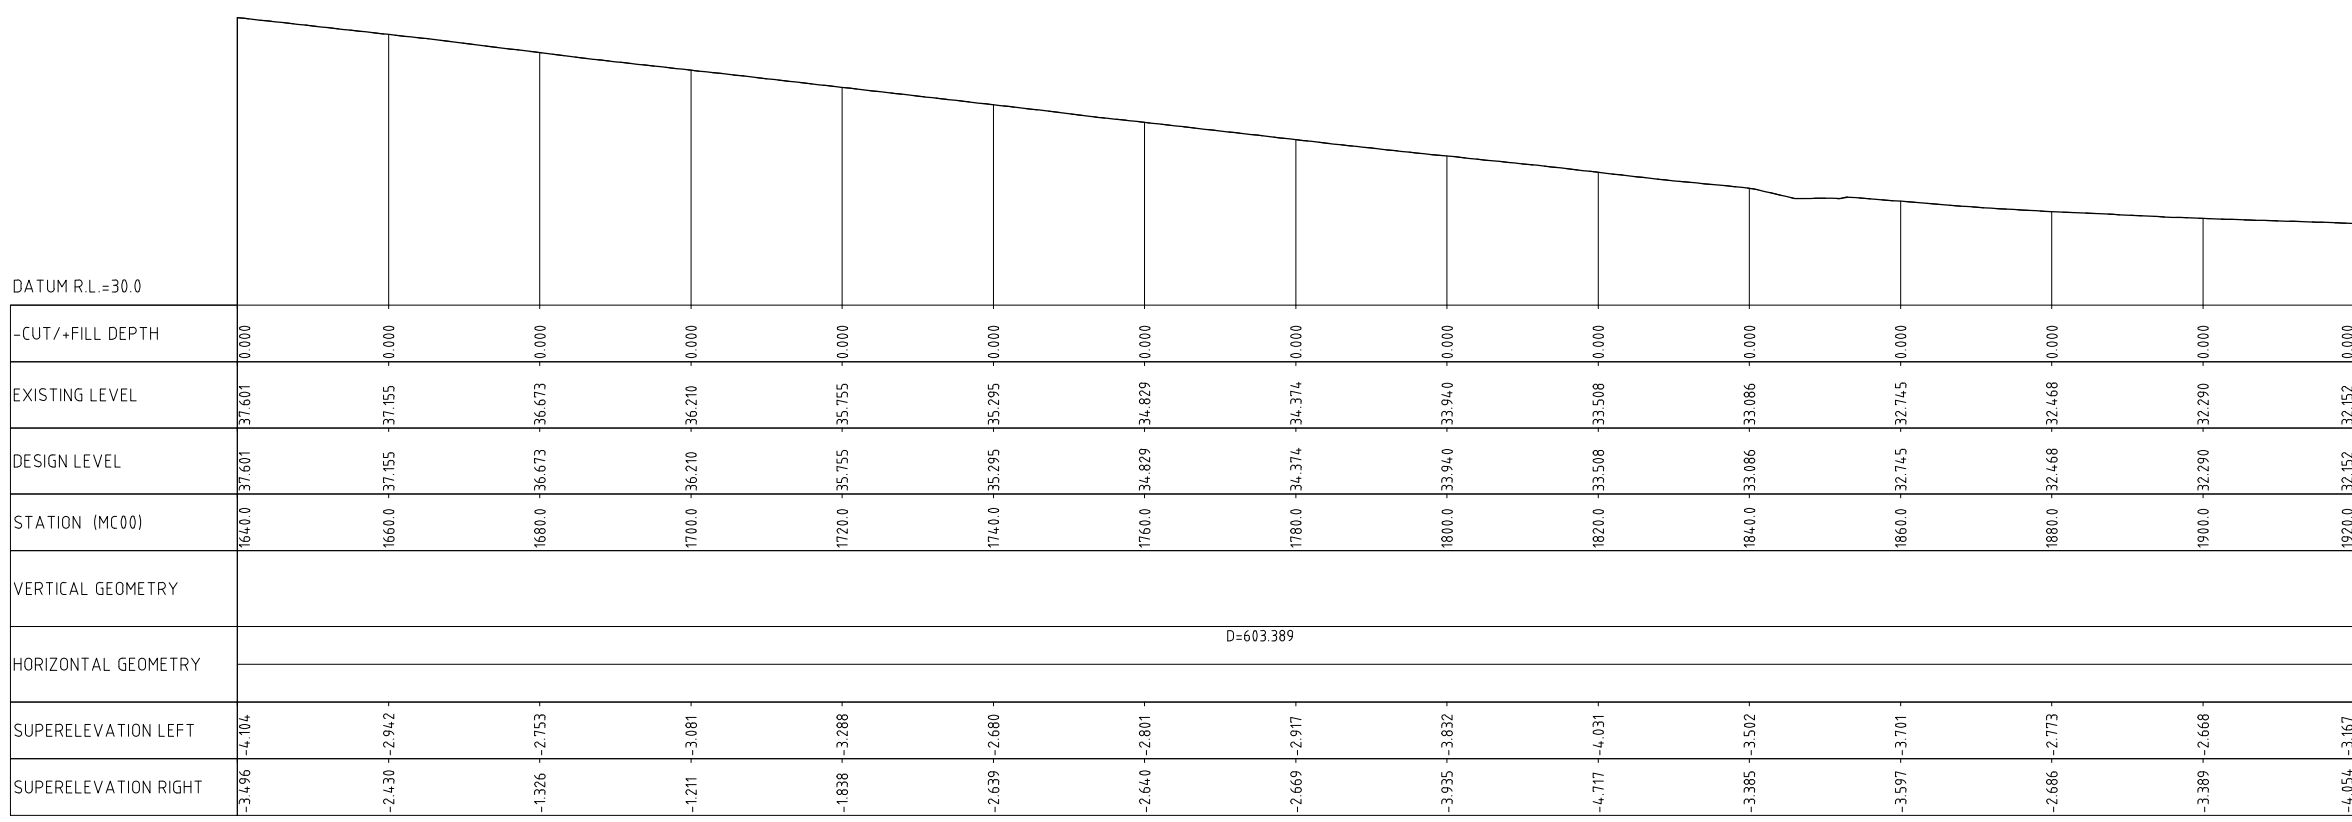 DATUM R.L.=30.0
-CUT/+FILL DEPTH 0.000 0.000 0.000 0.000 0.000 0.000 0.000 0.000 0.000 0.000 0.000 0.000 0.000 0.000 0.000
EXISTING LEVEL 37.601 37.155 36.673 36.210 35.755 35.295 34.829 34.374 33.940 33.508 33.086 32.745 32.468 32.290 32.152
DESIGN LEVEL 37.601 37.155 36.673 36.210 35.755 35.295 34.829 34.374 33.940 33.508 33.086 32.745 32.468 32.290 32.152
STATION (MC00) 1640.0 1660.0 1680.0 1700.0 1720.0 1740.0 1760.0 1780.0 1800.0 1820.0 1840.0 1860.0 1880.0 1900.0 1920.0
VERTICAL GEOMETRY
D=603.389
HORIZONTAL GEOMETRY
SUPERELEVATION LEFT -4.104 -2.942 -2.753 -3.081 -3.288 -2.680 -2.801 -2.917 -3.832 -4.031 -3.502 -3.701 -2.773 -2.668 -3.167
SUPERELEVATION RIGHT -3.496 -2.430 -1.326 -1.211 -1.838 -2.639 -2.640 -2.669 -3.935 -4.717 -3.385 -3.597 -2.686 -3.389 -4.054